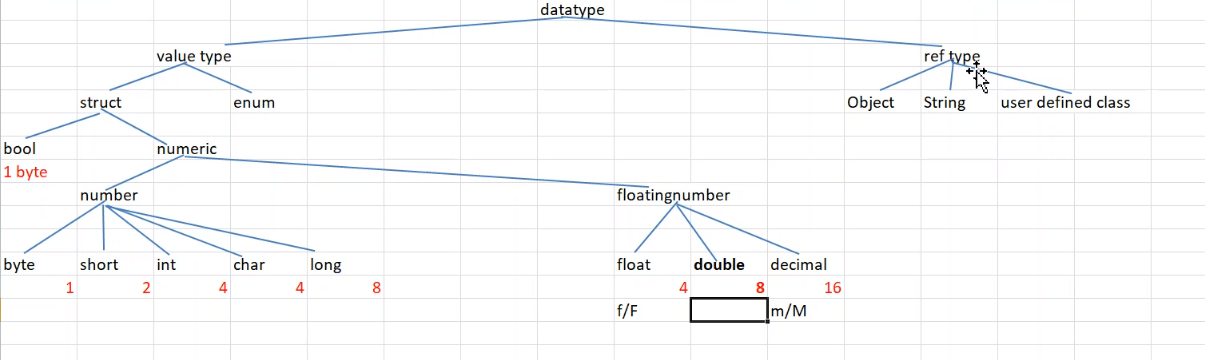 datatype
value type ref type
struct enum Object String user defined class
bool numeric
1 byte
number floatingnumber
byte short int char long float double decimal
1 2 4 4 8 4 8 16
f/F m/M